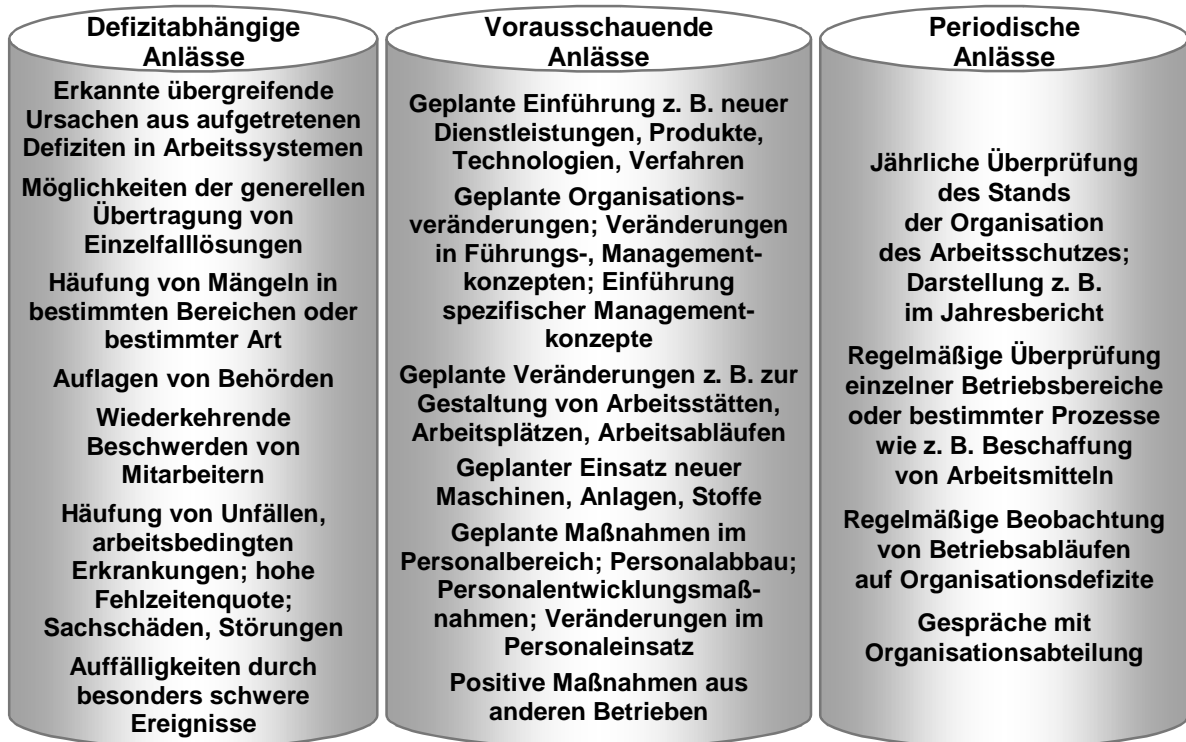 Defizitabhängige
Anlässe
Erkannte übergreifende
Ursachen aus aufgetretenen
Defiziten in Arbeitssystemen
Möglichkeiten der generellen
Übertragung von
Einzelfalllösungen
Häufung von Mängeln in
bestimmten Bereichen oder
bestimmter Art
Auflagen von Behörden
Wiederkehrende
Beschwerden von
Mitarbeitern
Häufung von Unfällen,
arbeitsbedingten
Erkrankungen; hohe
Fehlzeitenquote;
Sachschäden, Störungen
Auffälligkeiten durch
besonders schwere
Ereignisse
Vorausschauende
Anlässe
Geplante Einführung z. B. neuer
Dienstleistungen, Produkte,
Technologien, Verfahren
Geplante Organisations-
veränderungen; Veränderungen
in Führungs-, Management-
konzepten; Einführung
spezifischer Management-
konzepte
Geplante Veränderungen z. B. zur
Gestaltung von Arbeitsstätten,
Arbeitsplätzen, Arbeitsabläufen
Geplanter Einsatz neuer
Maschinen, Anlagen, Stoffe
Geplante Maßnahmen im
Personalbereich; Personalabbau;
Personalentwicklungsmaß-
nahmen; Veränderungen im
Personaleinsatz
Positive Maßnahmen aus
anderen Betrieben
Periodische
Anlässe
Jährliche Überprüfung
des Stands
der Organisation
des Arbeitsschutzes;
Darstellung z. B.
im Jahresbericht
Regelmäßige Überprüfung
einzelner Betriebsbereiche
oder bestimmter Prozesse
wie z. B. Beschaffung
von Arbeitsmitteln
Regelmäßige Beobachtung
von Betriebsabläufen
auf Organisationsdefizite
Gespräche mit
Organisationsabteilung